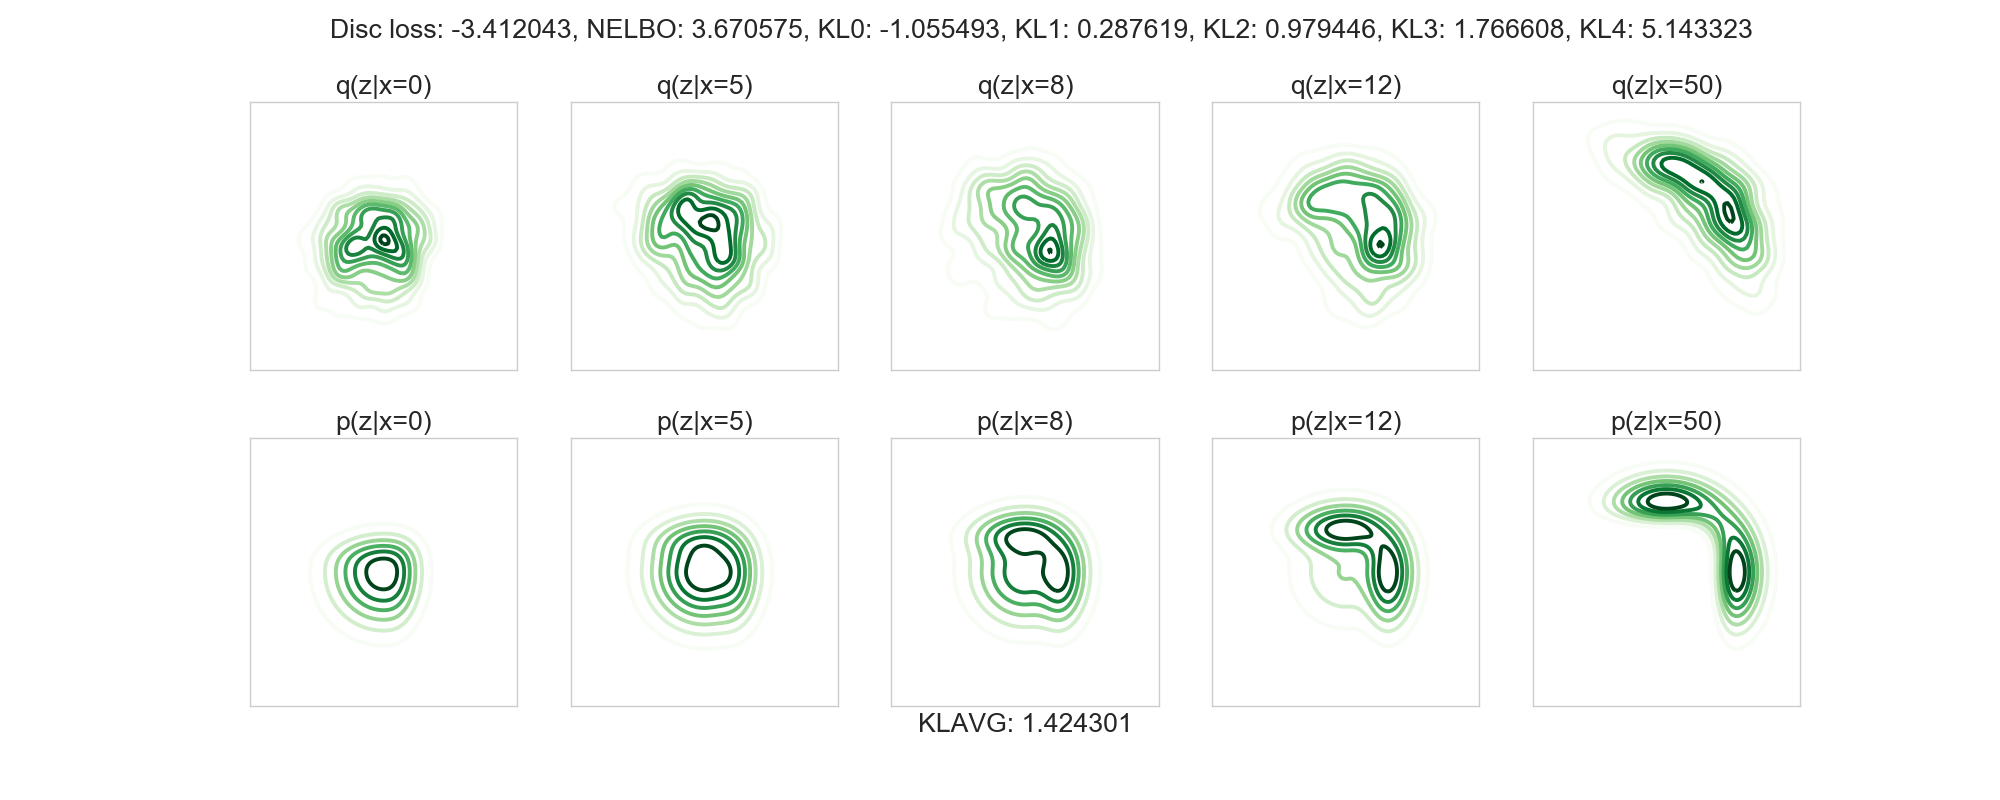 Disc loss: -3.412043, NELBO: 3.670575, KL0: -1.055493, KL1: 0.287619, KL2: 0.979446, KL3: 1.766608, KL4: 5.143323
q(z|x=0) q(z|x=5) q(z|x=8) q(z|x=12) q(z|x=50)
p(z|x=0) p(z|x=5) p(z|x=8) p(z|x=12) p(z|x=50)
KLAVG: 1.424301